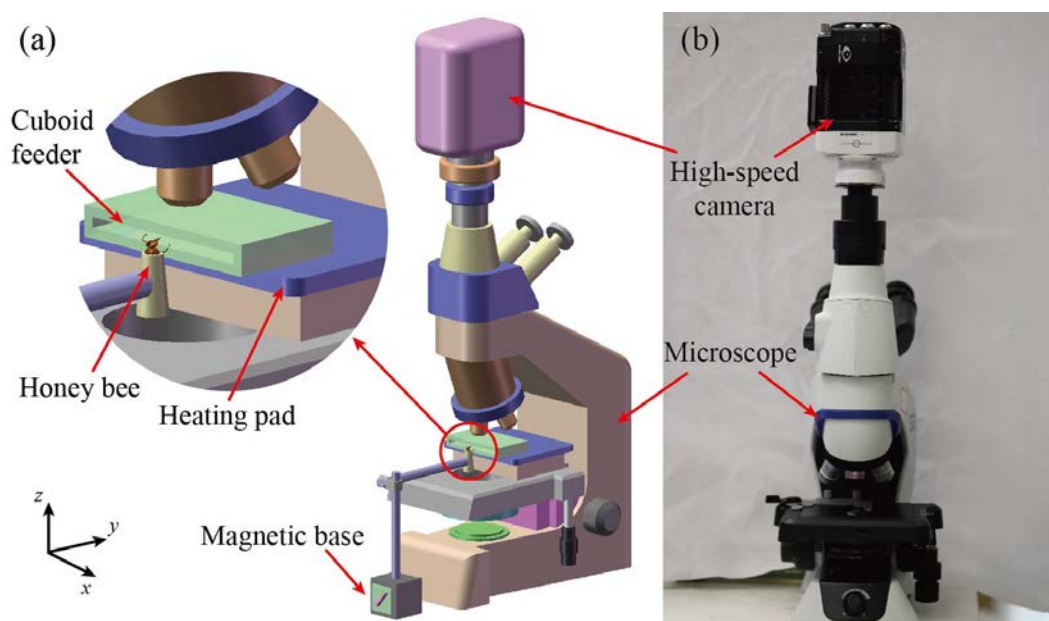 (a)
(b)
Cuboid
feeder
High-speed
camera
Honey bee
Heating pad
Microscope
Magnetic base
z
y
x